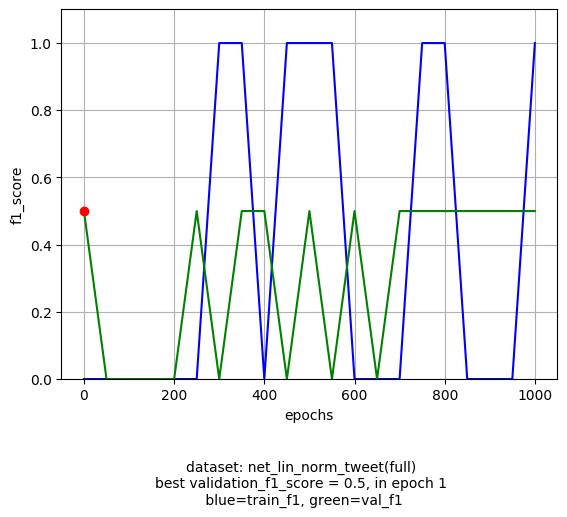 1.0
0.8
0.6
0.4
0.2
0.0
f1_score
0 200 400 600 800 1000
epochs
dataset: net_lin_norm_tweet(full)
best validation_f1_score = 0.5, in epoch 1
blue=train_f1, green=val_f1